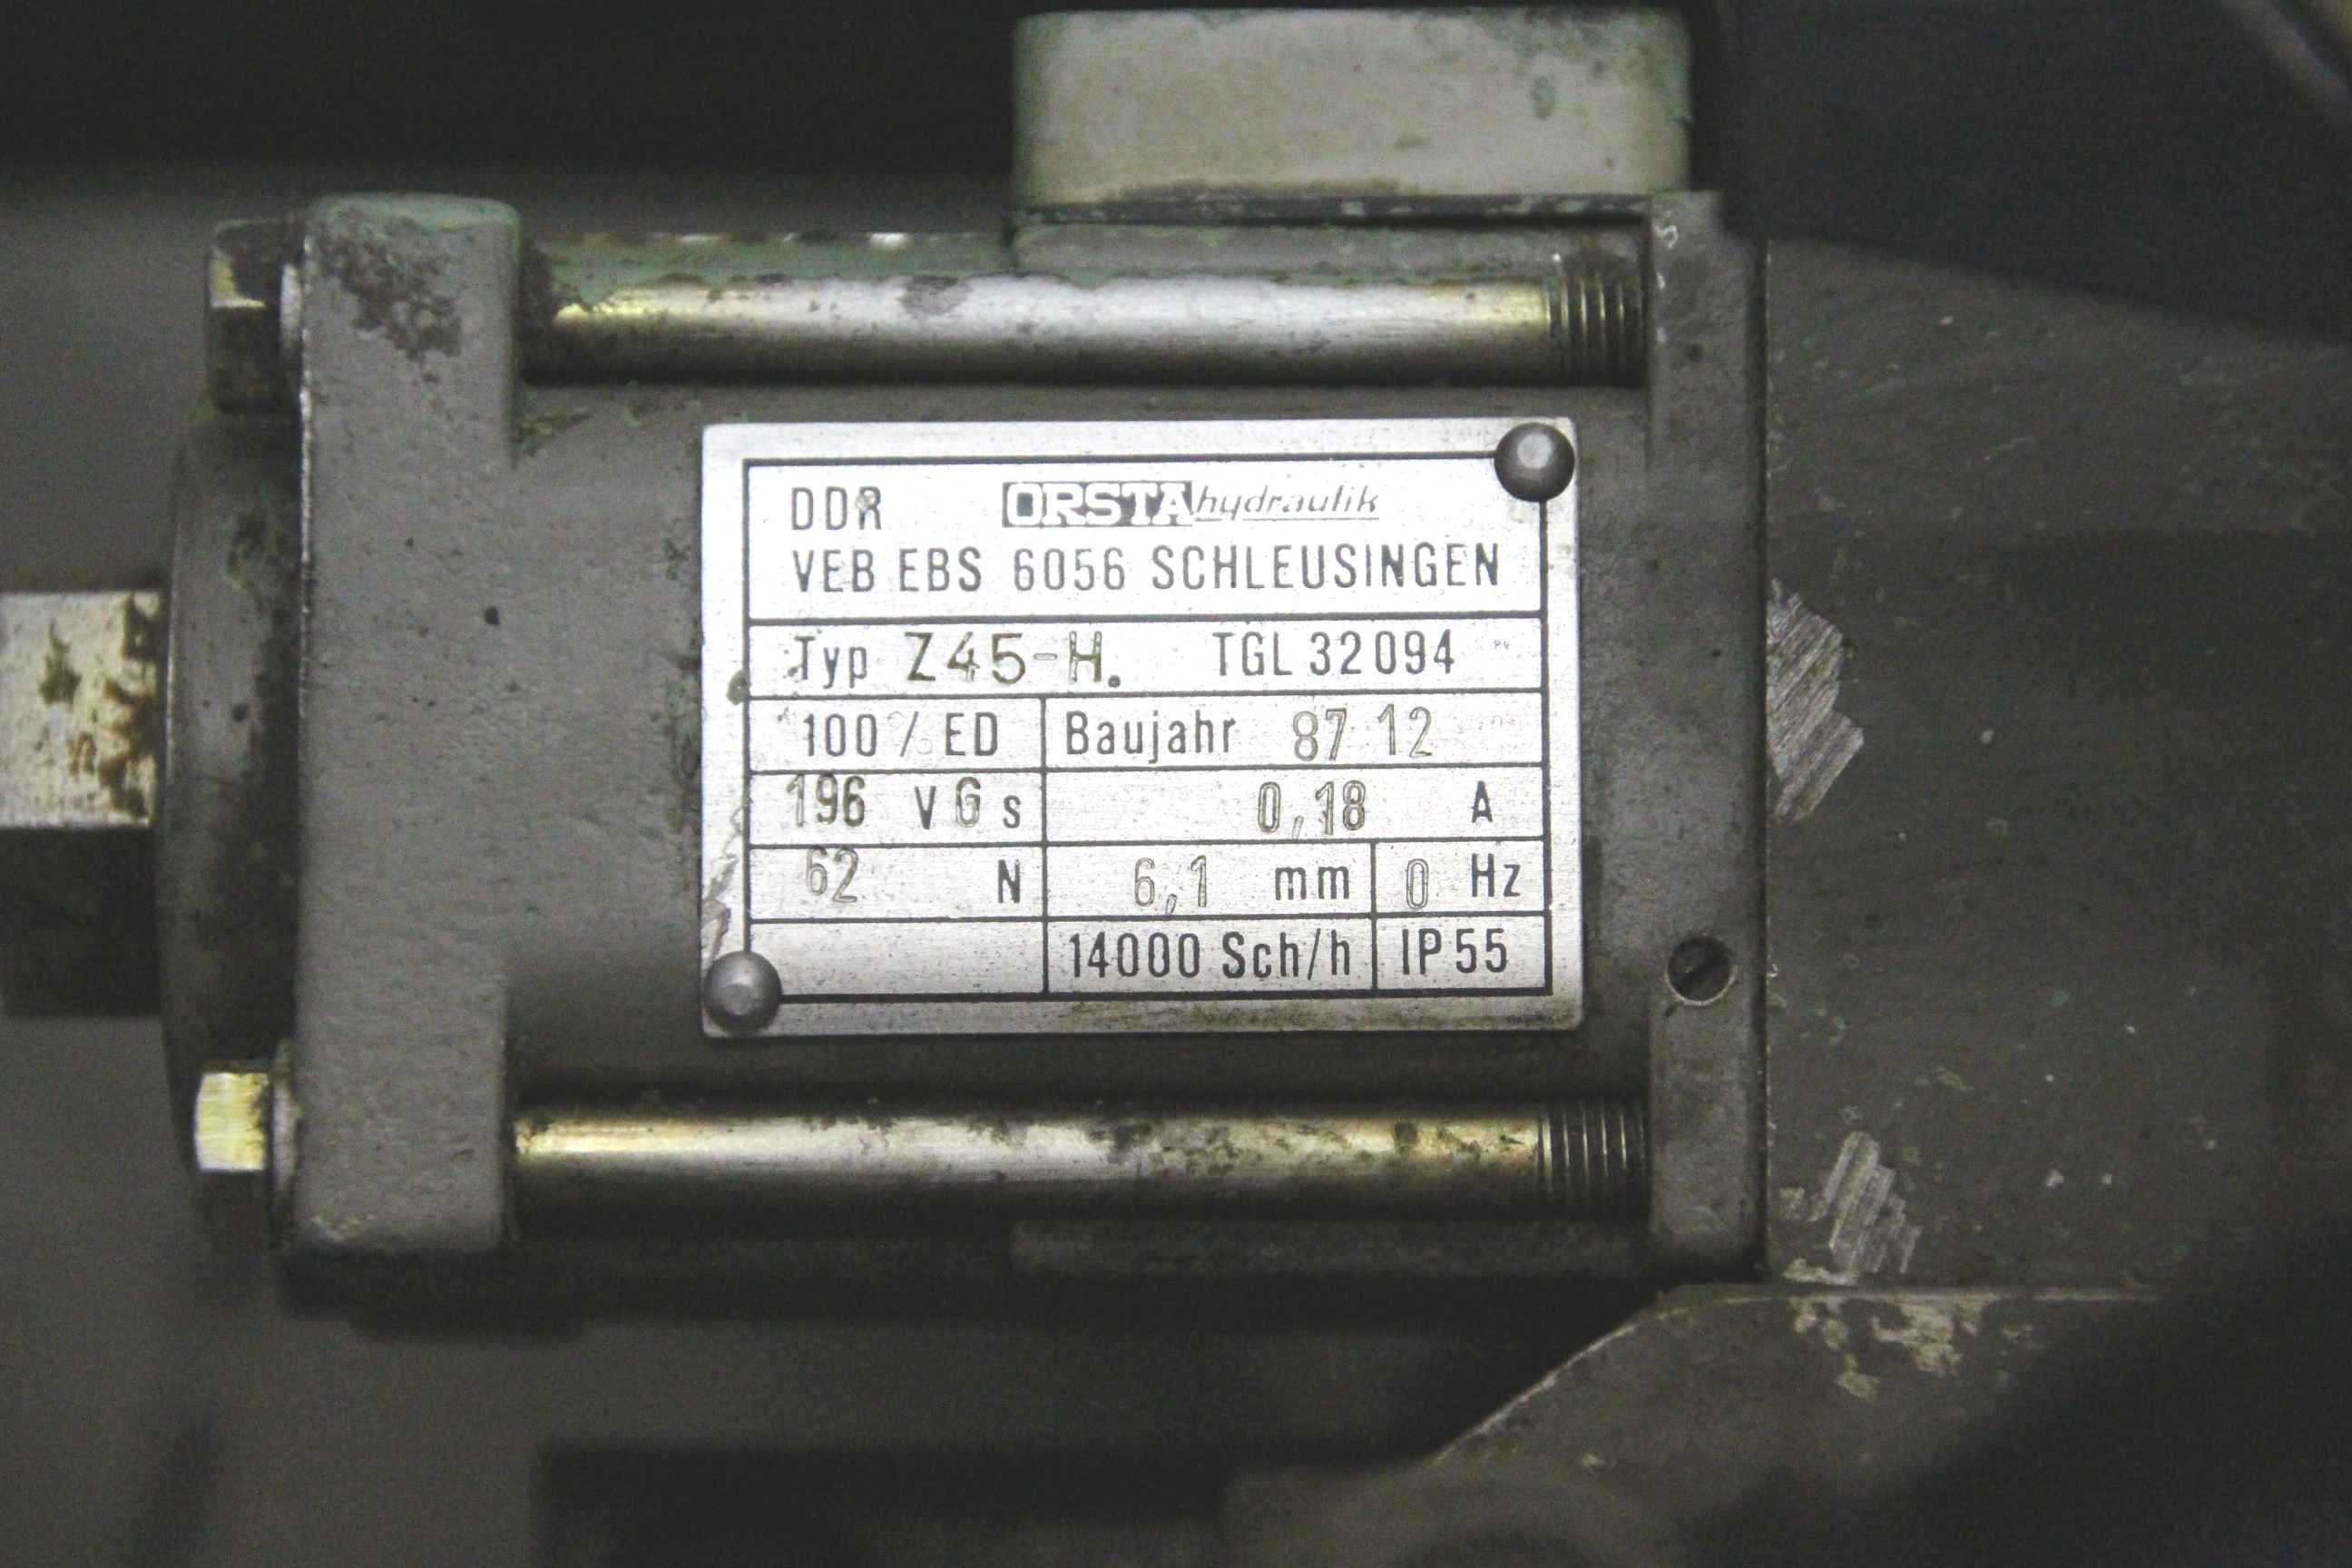 DDR ORSTA hydraulik
VEB EBS 6056 SCHLEUSINGEN
Typ Z45-H. TGL 32094
100 % ED Baujahr 87 12
196 V Gs 0,18 A
62 N 6,1 mm 0 Hz
14000 Sch/h IP55